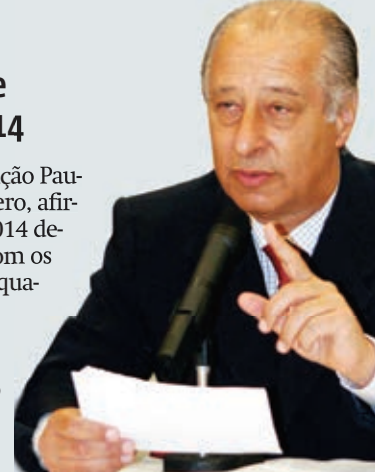 e
14
ção Pau-
ero, afir-
014 de-
om os
qua-